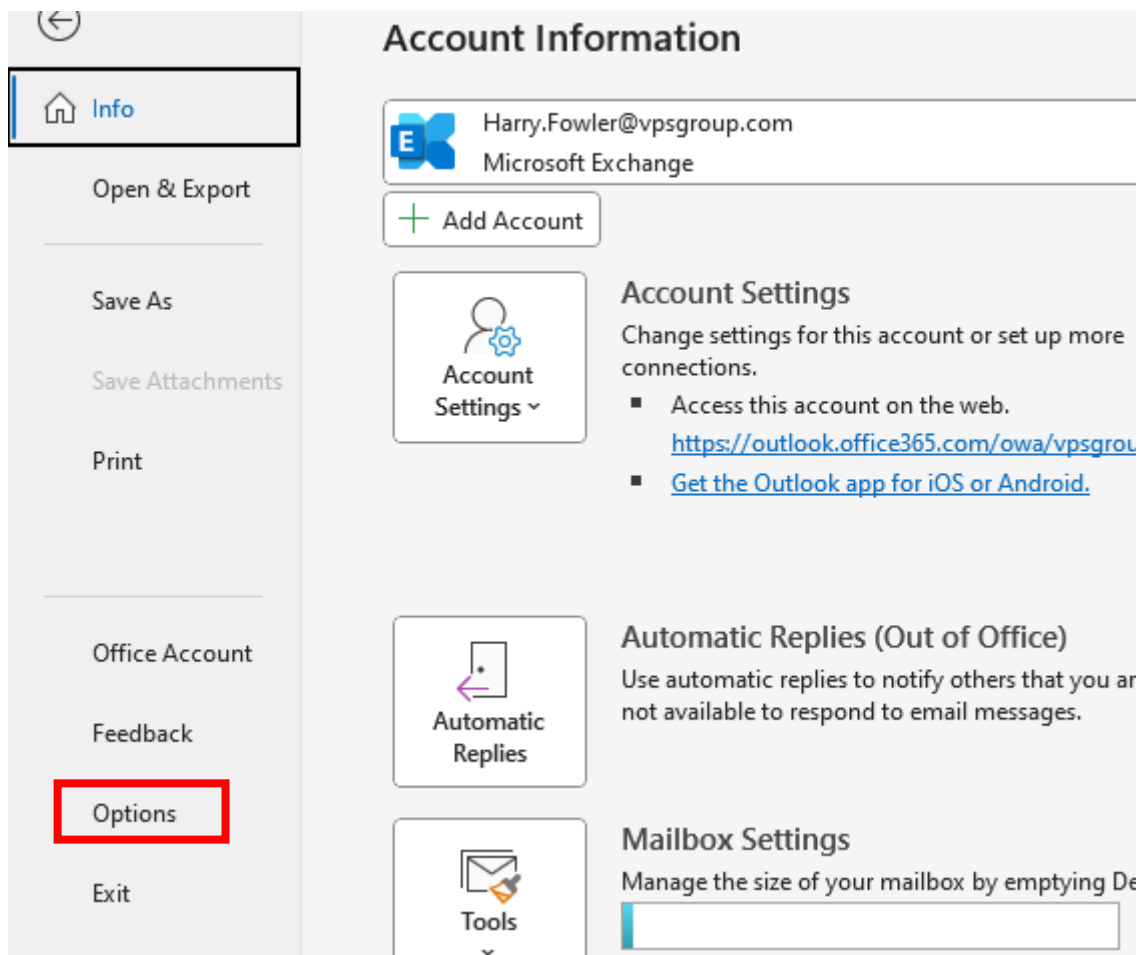 Account Information
Info
Harry.Fowler@vpsgroup.com
Microsoft Exchange
Open & Export
Add Account
Save As
Save Attachments
Print
Account
Settings
Account Settings
Change settings for this account or set up more
connections.
Access this account on the web.
https://outlook.office365.com/owa/vpsgrou
Get the Outlook app for iOS or Android.
Office Account
Feedback
Options
Exit
Automatic
Replies
Automatic Replies (Out of Office)
Use automatic replies to notify others that you ar
not available to respond to email messages.
Tools
Mailbox Settings
Manage the size of your mailbox by emptying De